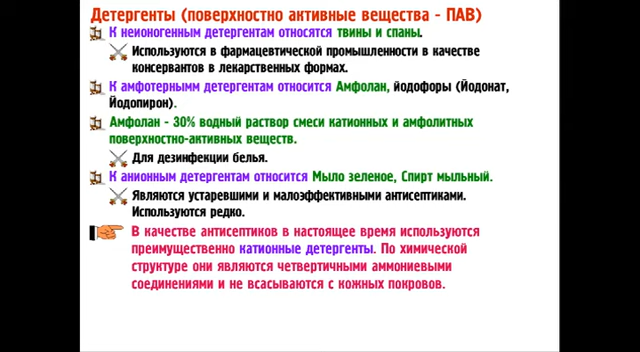 Детергенты (поверхностно активные вещества - ПАВ)
К неионогенным детергентам относятся твины и спаны.
Используются в фармацевтической промышленности в качестве
консервантов в лекарственных формах.
К амфотернымм детергентам относится Амфолан, йодофоры (Йодонат,
Йодопирон).
Амфолан - 30% водный раствор смеси катионных и амфолитных
поверхностно-активных веществ.
Для дезинфекции белья.
К анионным детергентам относится Мыло зеленое, Спирт мыльный.
Являются устаревшими и малоэффективными антисептиками.
Используются редко.
В качестве антисептиков в настоящее время используются
преимущественно катионные детергенты. По химической
структуре они являются четвертичными аммониевыми
соединениями и не всасываются с кожных покровов.